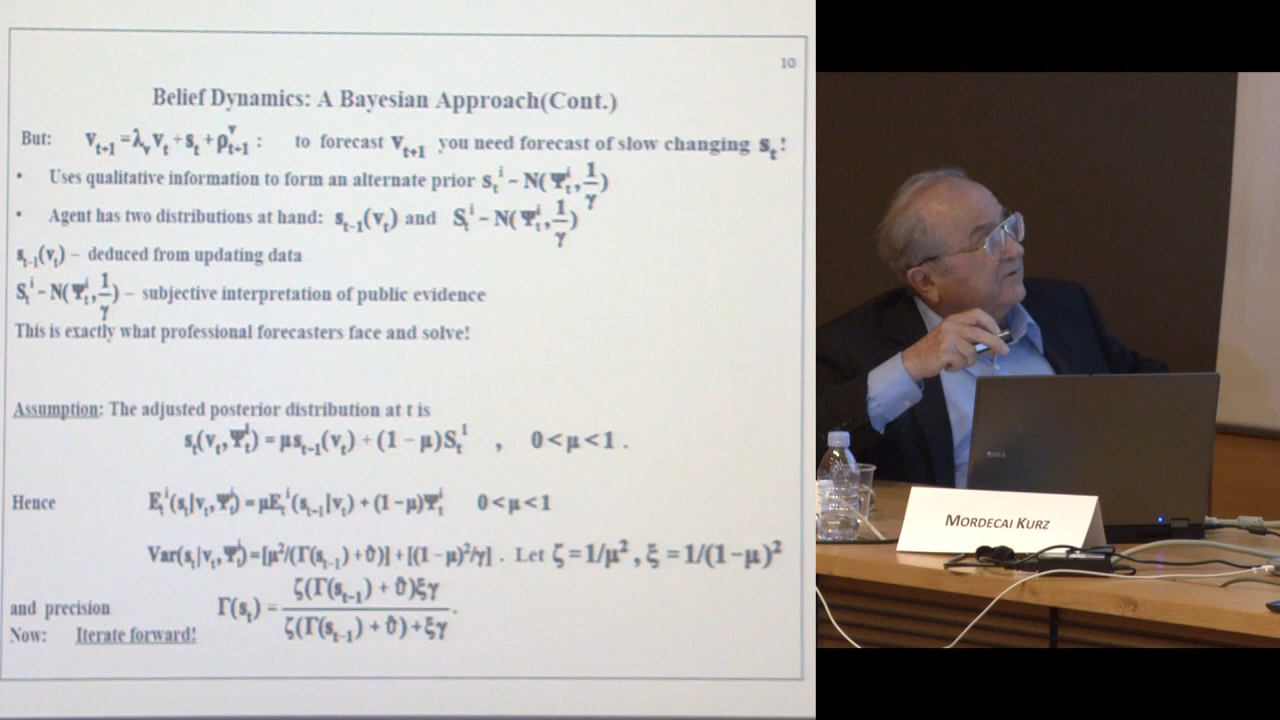 10
Belief Dynamics: A Bayesian Approach(Cont.)
But: v_{t+1} = λ_v v_t + s_t + ρ^v_{t+1} : to forecast v_{t+1} you need forecast of slow changing s_t!
• Uses qualitative information to form an alternate prior s_t^i ~ N(Ψ_t^i, 1/γ)
• Agent has two distributions at hand: s_{t-1}(v_t) and S_t^i ~ N(Ψ_t^i, 1/γ)
s_{t-1}(v_t) – deduced from updating data
S_t^i ~ N(Ψ_t^i, 1/γ) – subjective interpretation of public evidence
This is exactly what professional forecasters face and solve!
Assumption: The adjusted posterior distribution at t is
s_t(v_t, Ψ_t^i) = μs_{t-1}(v_t) + (1 – μ)S_t^i , 0 < μ < 1 .
Hence E_t^i(s_t|v_t, Ψ_t^i) = μE_t^i(s_{t-1}|v_t) + (1 – μ)Ψ_t^i 0 < μ < 1
Var(s_t|v_t, Ψ_t^i) = [μ²/(Γ(s_{t-1}) + ϑ)] + [(1 – μ)²/γ] . Let ζ = 1/μ² , ξ = 1/(1–μ)²
and precision Γ(s_t) = ζ(Γ(s_{t-1}) + ϑ)ξγ / ζ(Γ(s_{t-1}) + ϑ) + ξγ .
Now: Iterate forward!
DELL
MORDECAI KURZ